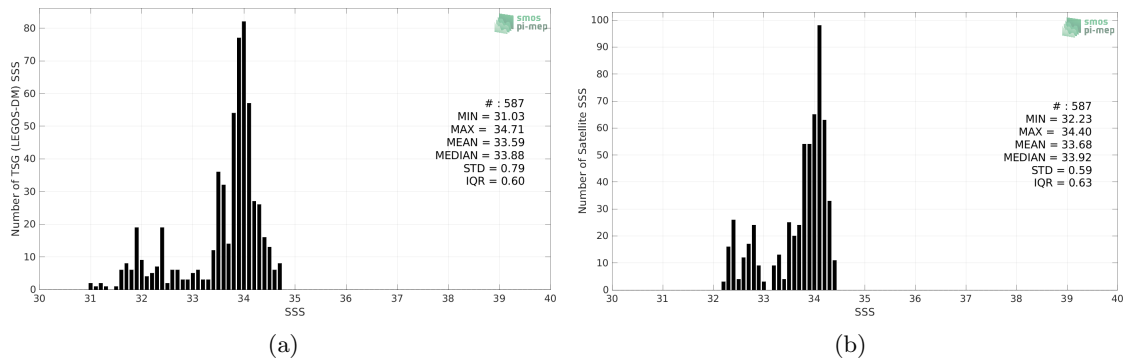 smos
pi-mep
Number of TSG (LEGOS-DM) SSS
80
70
60
50
40
30
20
10
0
# : 587
MIN = 31.03
MAX = 34.71
MEAN = 33.59
MEDIAN = 33.88
STD = 0.79
IQR = 0.60
30 31 32 33 34 35 36 37 38 39 40
SSS
(a)
smos
pi-mep
Number of Satellite SSS
100
90
80
70
60
50
40
30
20
10
0
# : 587
MIN = 32.23
MAX = 34.40
MEAN = 33.68
MEDIAN = 33.92
STD = 0.59
IQR = 0.63
30 31 32 33 34 35 36 37 38 39 40
SSS
(b)